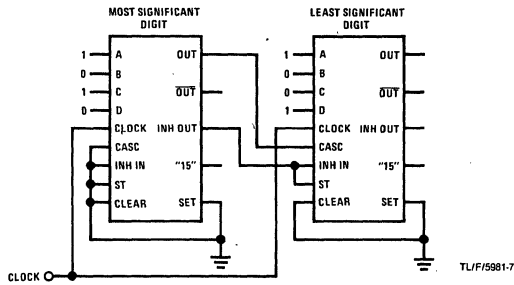 MOST SIGNIFICANT
DIGIT
1 A OUT
0 B
1 C OUT
0 D
CLOCK INH OUT
CASC
INH IN "15"
ST
CLEAR SET
LEAST SIGNIFICANT
DIGIT
1 A OUT
0 B
0 C OUT
1 D
CLOCK INH OUT
CASC
INH IN "15"
ST
CLEAR SET
CLOCK
TL/F/5981-7